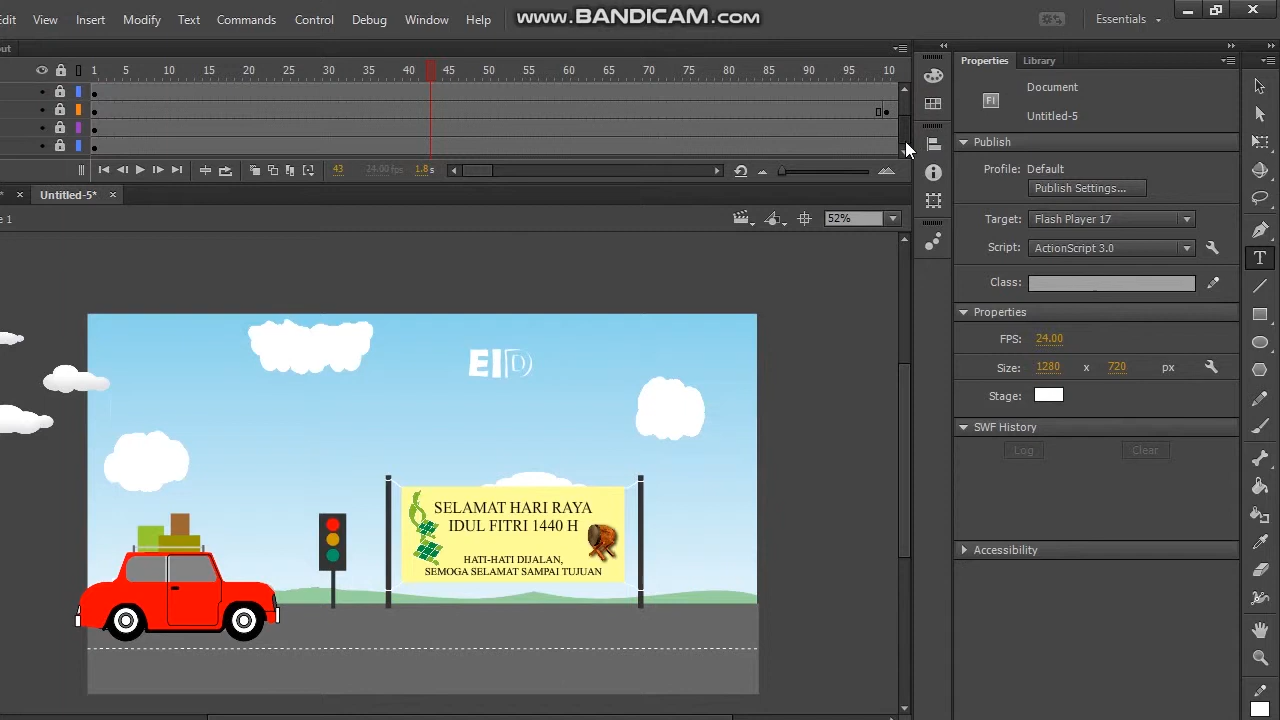 Edit View Insert Modify Text Commands Control Debug Window Help
www.BANDICAM.com
Essentials
1 5 10 15 20 25 30 35 40 45 50 55 60 65 70 75 80 85 90 95 10
43 24.00 fps 1.8 s
Untitled-5*
52%
EID
SELAMAT HARI RAYA
IDUL FITRI 1440 H
HATI-HATI DIJALAN,
SEMOGA SELAMAT SAMPAI TUJUAN
Properties Library
Fl
Document
Untitled-5
Publish
Profile: Default
Publish Settings...
Target: Flash Player 17
Script: ActionScript 3.0
Class:
Properties
FPS: 24.00
Size: 1280 x 720 px
Stage:
SWF History
Log Clear
Accessibility